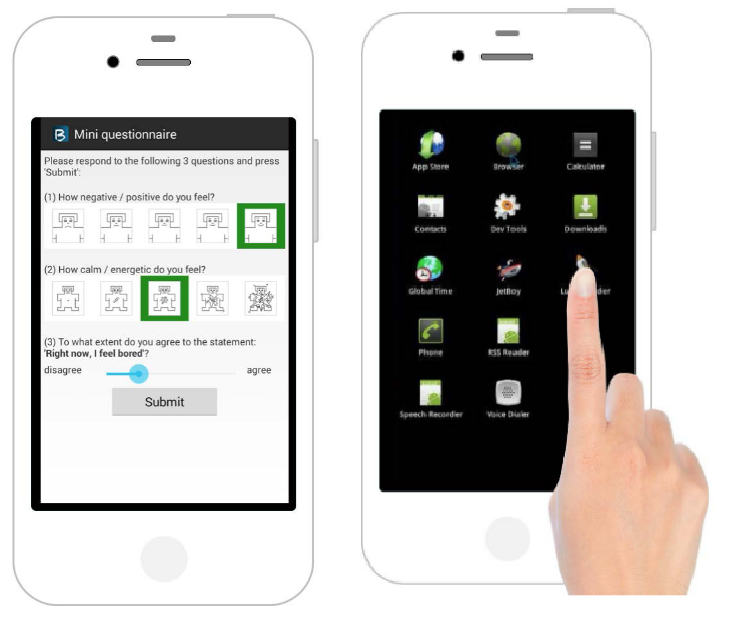 Mini questionnaire
Please respond to the following 3 questions and press
'Submit':
(1) How negative / positive do you feel?
(2) How calm / energetic do you feel?
(3) To what extent do you agree to the statement:
'Right now, I feel bored'?
disagree agree
Submit
App Store Browser Calculator
Contacts Dev Tools Downloads
Global Time JetBoy
Phone RSS Reader
Speech Recorder Voice Dialer